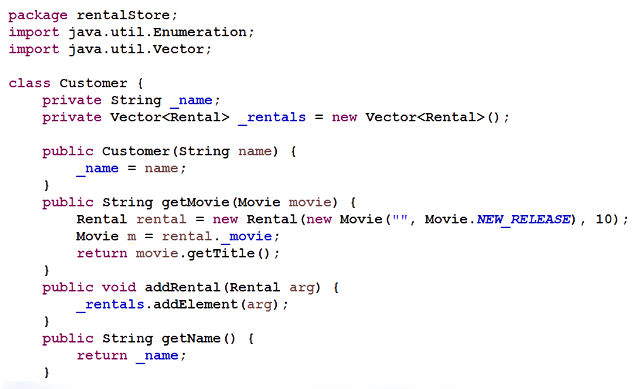 package rentalStore;
import java.util.Enumeration;
import java.util.Vector;

class Customer {
    private String _name;
    private Vector<Rental> _rentals = new Vector<Rental>();

    public Customer(String name) {
        _name = name;
    }
    public String getMovie(Movie movie) {
        Rental rental = new Rental(new Movie("", Movie.NEW_RELEASE), 10);
        Movie m = rental._movie;
        return movie.getTitle();
    }
    public void addRental(Rental arg) {
        _rentals.addElement(arg);
    }
    public String getName() {
        return _name;
    }